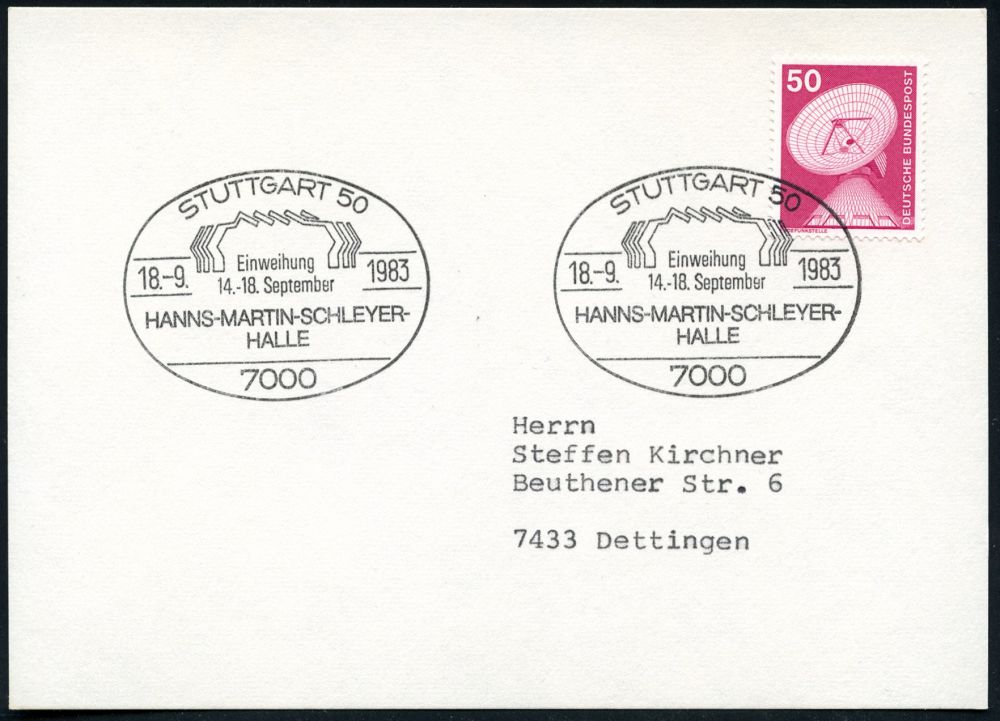 50
DEUTSCHE BUNDESPOST
STUTTGART 50
Einweihung
18.-9. 14.-18. September 1983
HANNS-MARTIN-SCHLEYER-
HALLE
7000
STUTTGART 50
Einweihung
18.-9. 14.-18. September 1983
HANNS-MARTIN-SCHLEYER-
HALLE
7000
Herrn
Steffen Kirchner
Beuthener Str. 6
7433 Dettingen